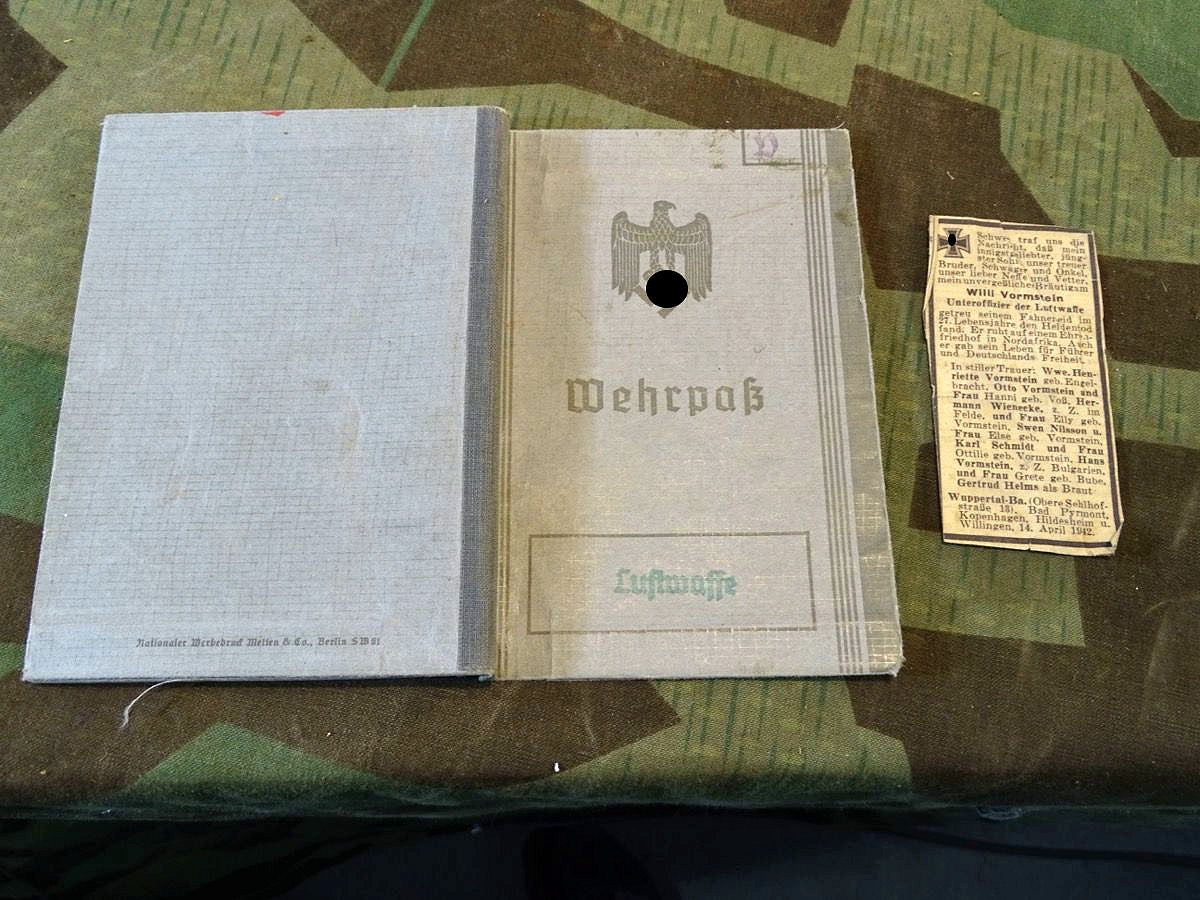 Nationaler Werbedruck Metten & Co., Berlin SW 61
D
Wehrpaß
Luftwaffe
Schwer traf uns die
Nachricht, daß mein
innigstgeliebter, jüng-
ster Sohn, unser treuer
Bruder, Schwager und Onkel,
unser lieber Neffe und Vetter,
mein unvergeßlicher Bräutigam
Willi Vormstein
Unteroffizier der Luftwaffe
getreu seinem Fahneneid im
27. Lebensjahre den Heldentod
fand. Er ruht auf einem Ehren-
friedhof in Nordafrika. Auch
er gab sein Leben für Führer
und Deutschlands Freiheit.
In stiller Trauer: Wwe. Hen-
riette Vormstein geb. Engel-
bracht, Otto Vormstein und
Frau Hanni geb. Voß, Her-
mann Wienecke, z. Z. im
Felde, und Frau Elly geb.
Vormstein, Swen Nilsson u.
Frau Else geb. Vormstein,
Karl Schmidt und Frau
Ottilie geb. Vormstein, Hans
Vormstein, z. Z. Bulgarien,
und Frau Grete geb. Bube,
Gertrud Helms als Braut
Wuppertal-Ba. (Obere Sehlhof-
straße 13), Bad Pyrmont,
Kopenhagen, Hildesheim u.
Willingen, 14. April 1942.